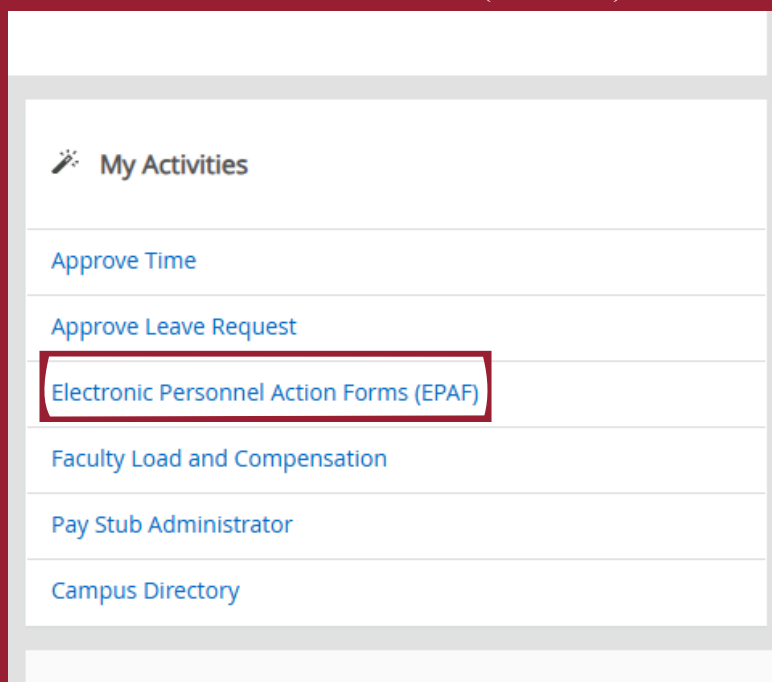 My Activities
Approve Time
Approve Leave Request
Electronic Personnel Action Forms (EPAF)
Faculty Load and Compensation
Pay Stub Administrator
Campus Directory